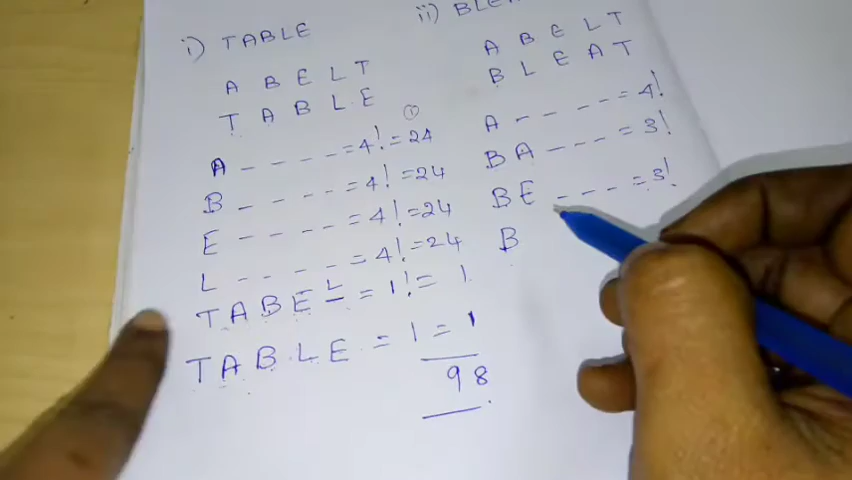 i) TABLE
A B E L T
T A B L E
①
A - - - - = 4! = 24
B - - - - = 4! = 24
E - - - - = 4! = 24
L - - - - = 4! = 24
T A B E L = 1! = 1
T A B L E = 1 = 1
98
ii)
A B E L T
B L E A T
A - - - - = 4!
B A - - - = 3!
B E - - - = 3!
B